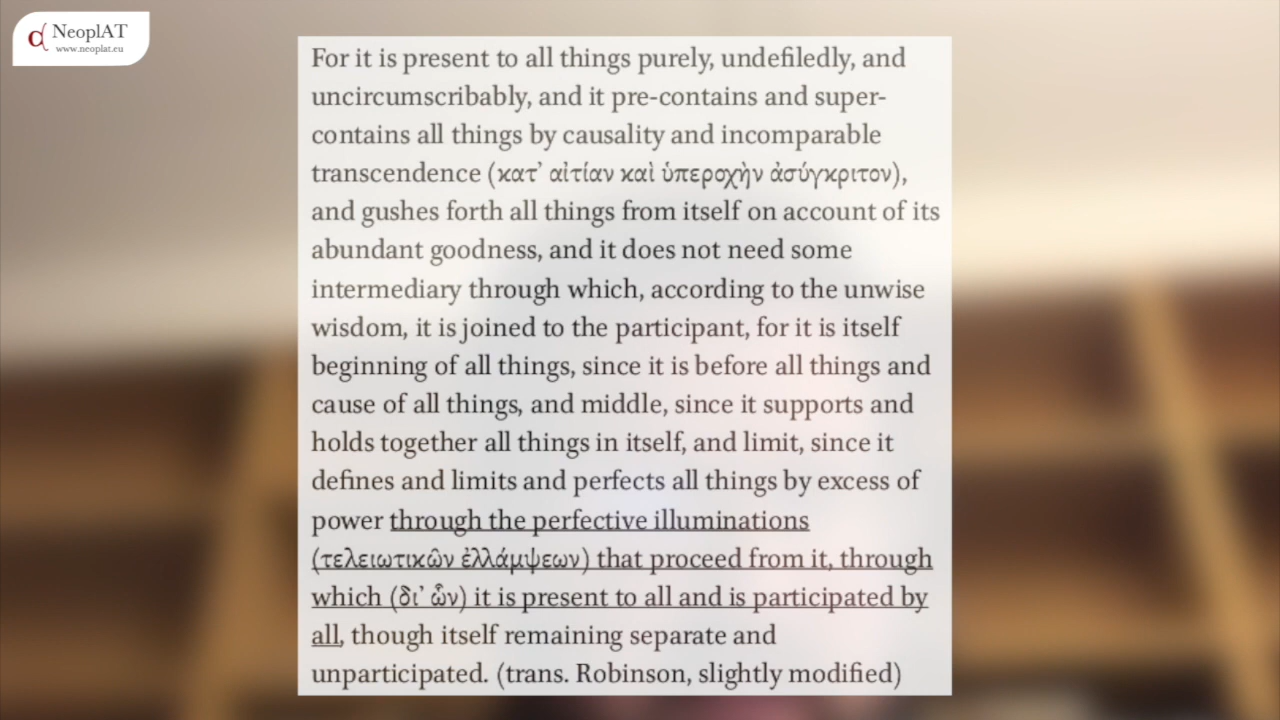 NeoplAT
www.neoplat.eu
For it is present to all things purely, undefiledly, and
uncircumscribably, and it pre-contains and super-
contains all things by causality and incomparable
transcendence (κατ’ αἰτίαν καὶ ὑπεροχὴν ἀσύγκριτον),
and gushes forth all things from itself on account of its
abundant goodness, and it does not need some
intermediary through which, according to the unwise
wisdom, it is joined to the participant, for it is itself
beginning of all things, since it is before all things and
cause of all things, and middle, since it supports and
holds together all things in itself, and limit, since it
defines and limits and perfects all things by excess of
power through the perfective illuminations
(τελειωτικῶν ἐλλάμψεων) that proceed from it, through
which (δι’ ὧν) it is present to all and is participated by
all, though itself remaining separate and
unparticipated. (trans. Robinson, slightly modified)